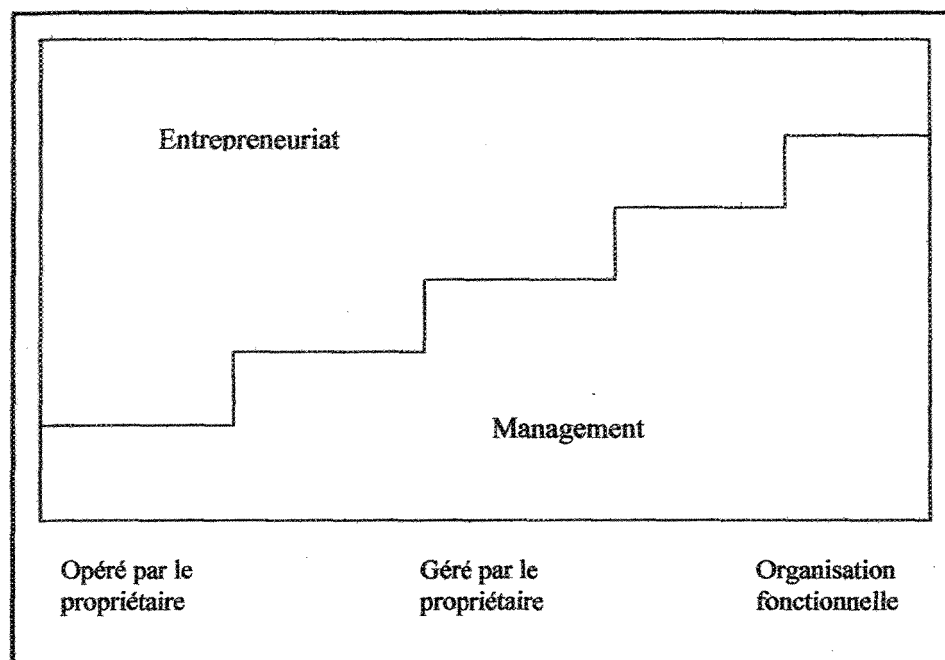 Entrepreneuriat
Management
Opéré par le
propriétaire
Géré par le
propriétaire
Organisation
fonctionnelle